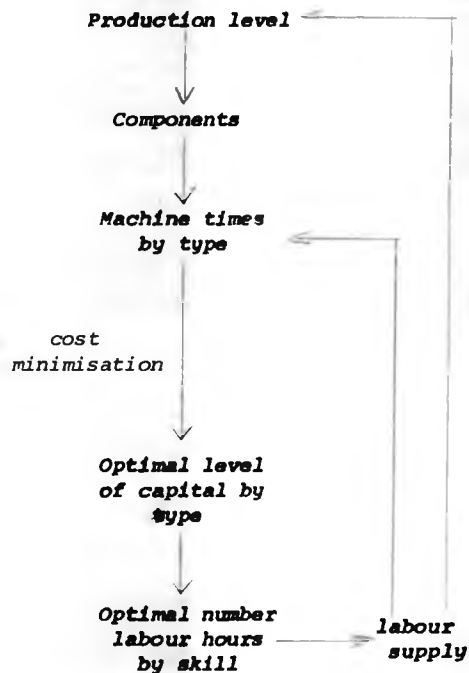 Production level
Components
Machine times
by type
cost
minimisation
Optimal level
of capital by
type
Optimal number
labour hours
by skill
labour
supply